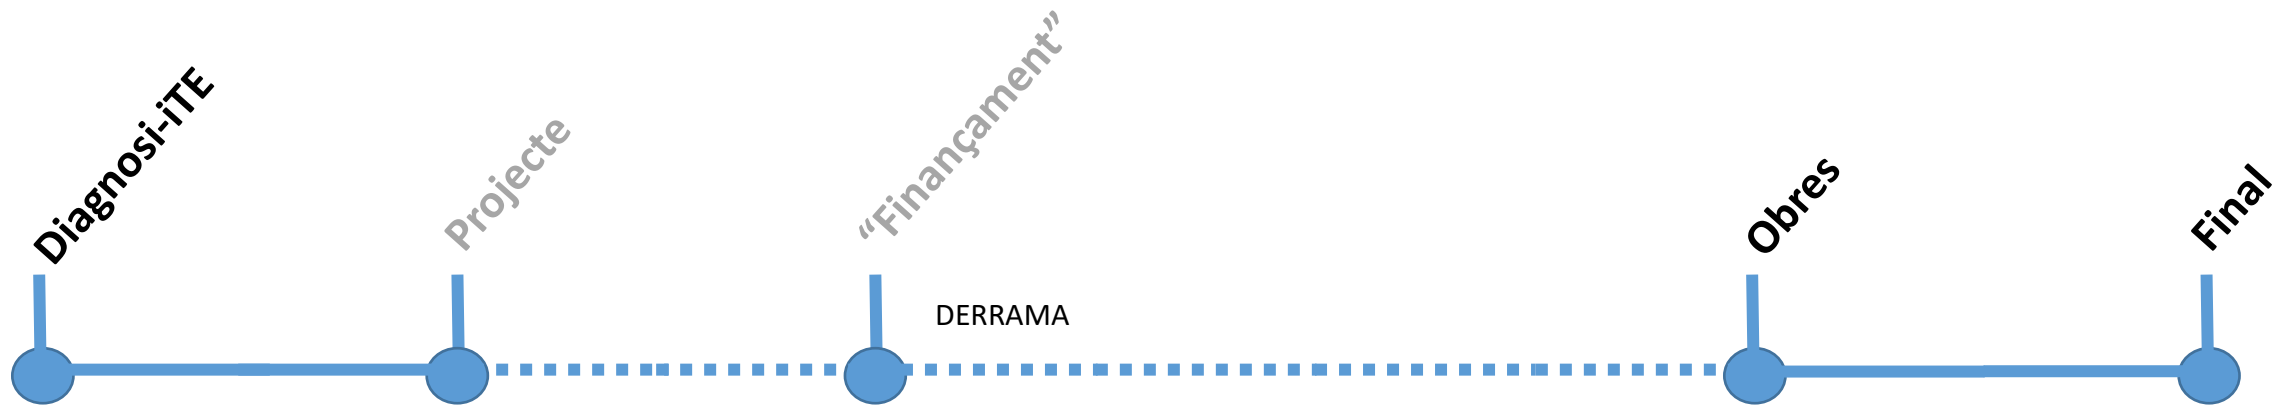 Diagnosi-iTE
Projecte
“Finançament”
Obres
Final
DERRAMA